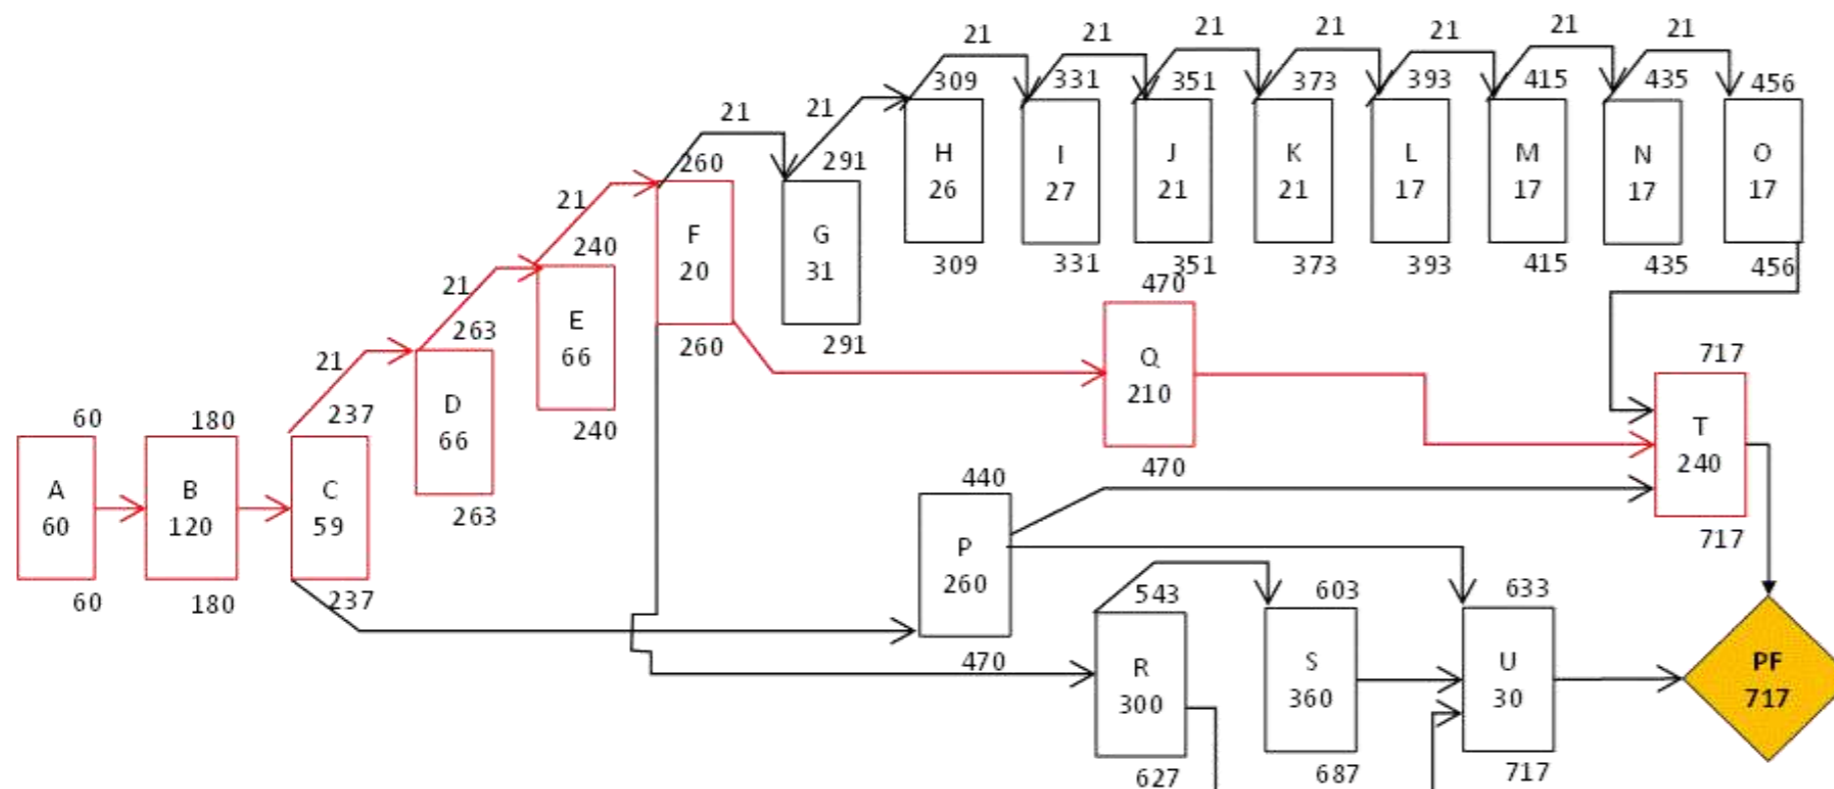 21 21 21 21 21 21 21
309 331 351 373 393 415 435 456
H I J K L M N O
26 27 21 21 17 17 17 17
309 331 351 373 393 415 435 456
21 21
260 291
F G
20 31
260 291
21
240
E
66
240
21
263
D
66
263
21
470
Q
210
470
717
T
240
717
60 180 237
A B C
60 120 59
60 180 237
440
P
260
470
543 603 633
R S U
300 360 30
627 687 717
PF
717